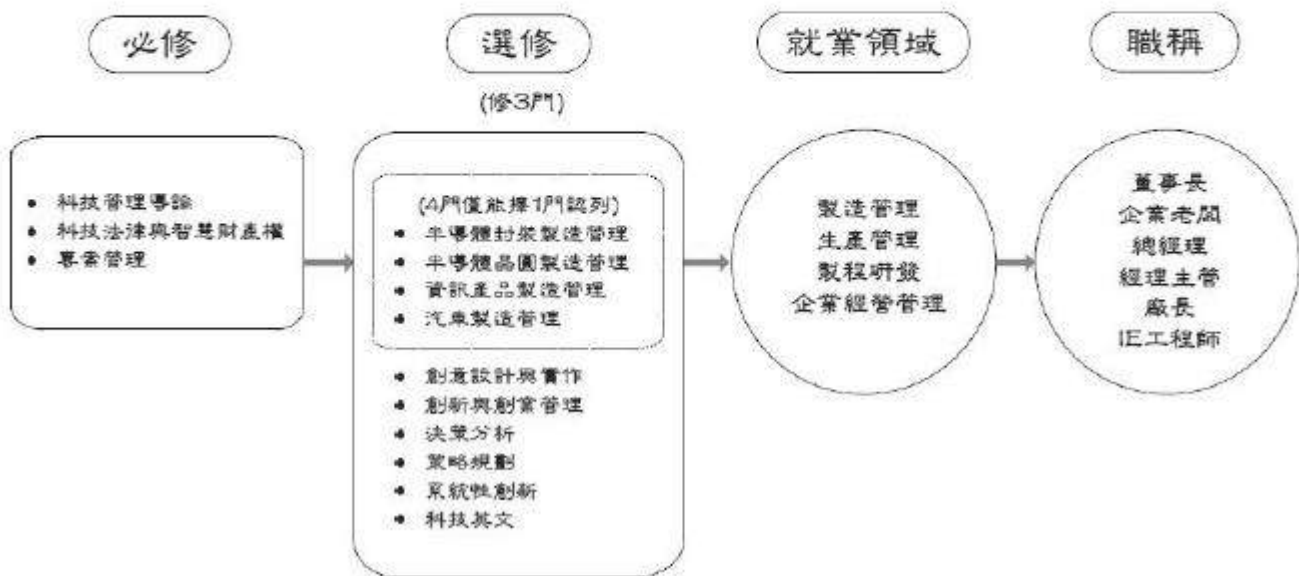 必修
科技管理導論
科技法律與智慧財產權
專案管理
選修
(修3門)
(4門僅能擇1門認列)
半導體封裝製造管理
半導體晶圓製造管理
資訊產品製造管理
汽車製造管理
創意設計與實作
創新與創業管理
決策分析
策略規劃
系統性創新
科技英文
就業領域
製造管理
生產管理
製程研發
企業經營管理
職稱
董事長
企業老闆
總經理
經理主管
廠長
IE工程師